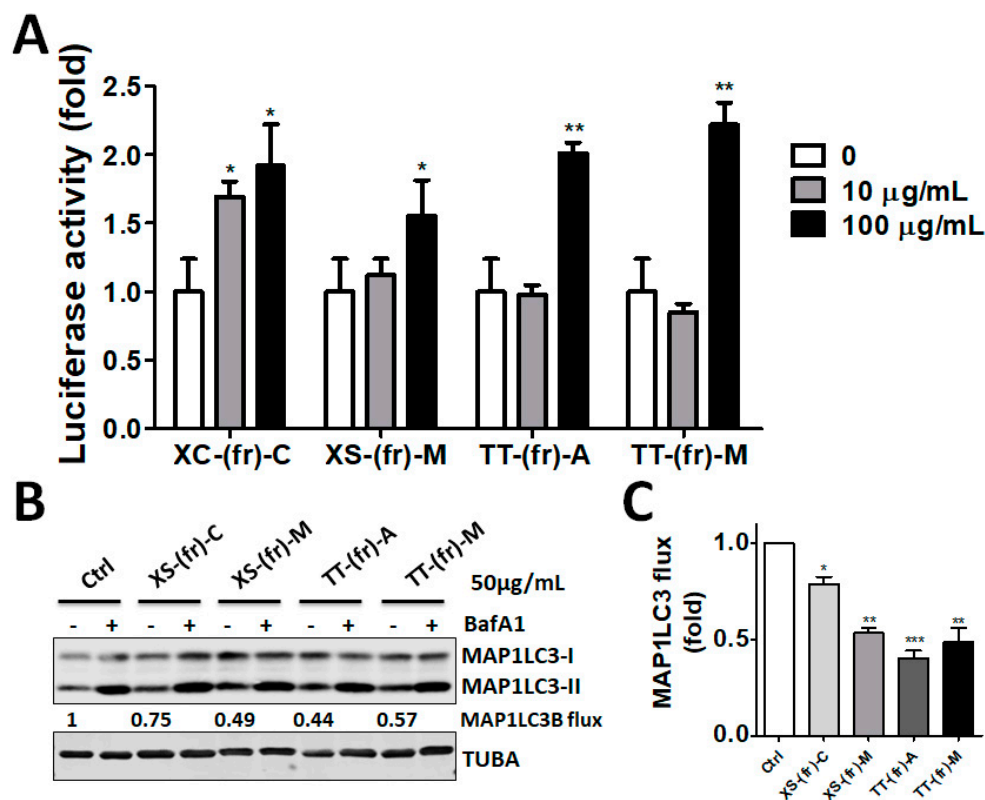 A
Luciferase activity (fold)
2.5
2.0
1.5
1.0
0.5
0.0
* * * ** **
0
10 µg/mL
100 µg/mL
XC-(fr)-C XS-(fr)-M TT-(fr)-A TT-(fr)-M
B
Ctrl XS-(fr)-C XS-(fr)-M TT-(fr)-A TT-(fr)-M
50µg/mL
- + - + - + - + - + BafA1
MAP1LC3-I
MAP1LC3-II
1 0.75 0.49 0.44 0.57 MAP1LC3B flux
TUBA
C
MAP1LC3 flux
(fold)
1.0
0.5
0.0
* ** *** **
Ctrl XS-(fr)-C XS-(fr)-M TT-(fr)-A TT-(fr)-M